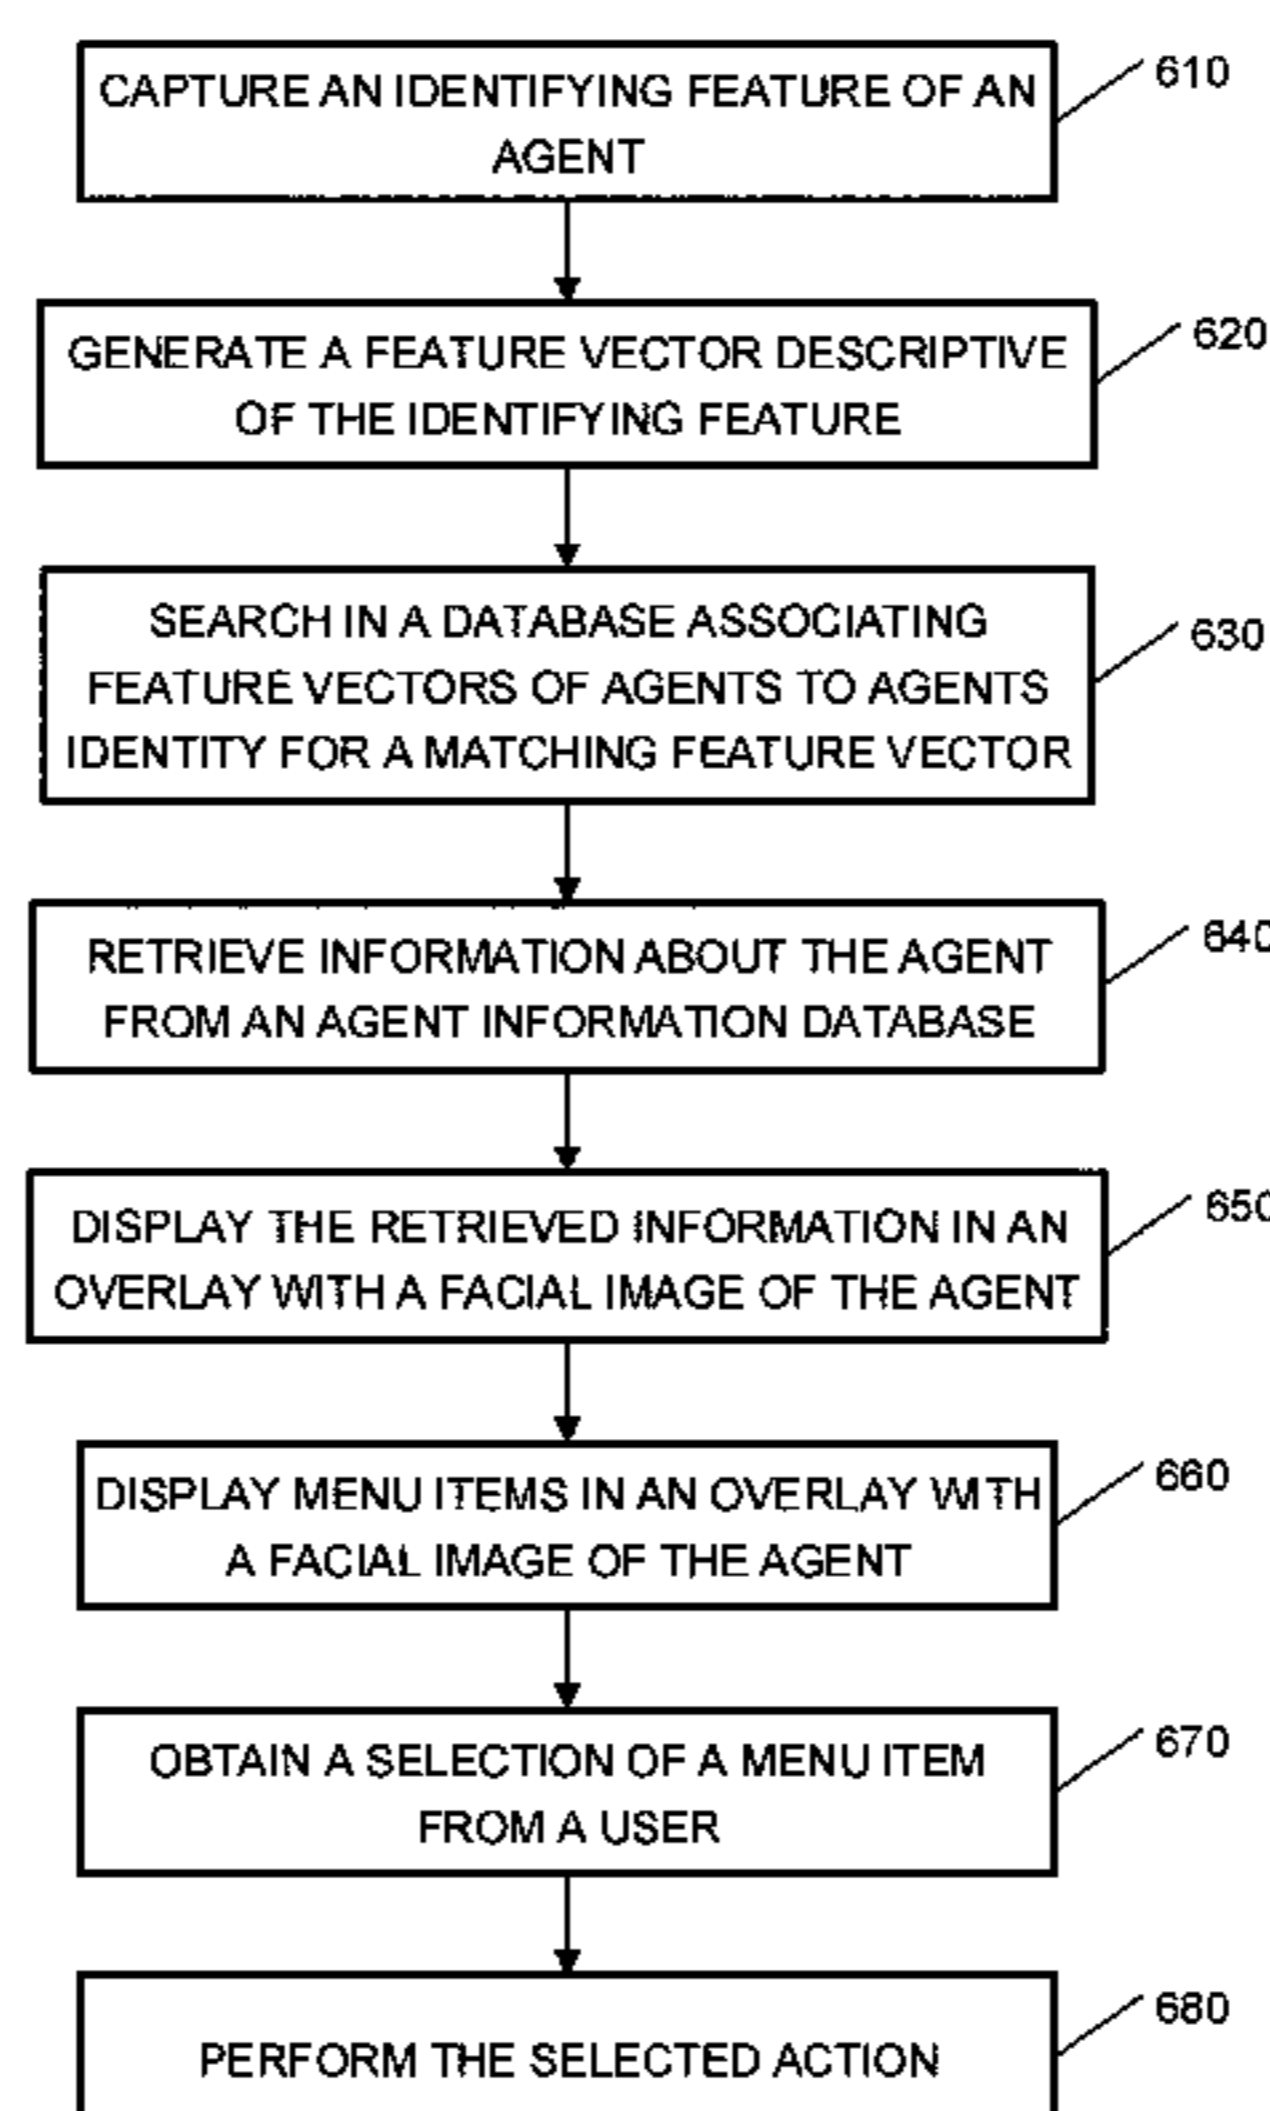 CAPTURE AN IDENTIFYING FEATURE OF AN
AGENT
610
GENERATE A FEATURE VECTOR DESCRIPTIVE
OF THE IDENTIFYING FEATURE
620
SEARCH IN A DATABASE ASSOCIATING
FEATURE VECTORS OF AGENTS TO AGENTS
IDENTITY FOR A MATCHING FEATURE VECTOR
630
RETRIEVE INFORMATION ABOUT THE AGENT
FROM AN AGENT INFORMATION DATABASE
640
DISPLAY THE RETRIEVED INFORMATION IN AN
OVERLAY WITH A FACIAL IMAGE OF THE AGENT
650
DISPLAY MENU ITEMS IN AN OVERLAY WITH
A FACIAL IMAGE OF THE AGENT
660
OBTAIN A SELECTION OF A MENU ITEM
FROM A USER
670
PERFORM THE SELECTED ACTION
680